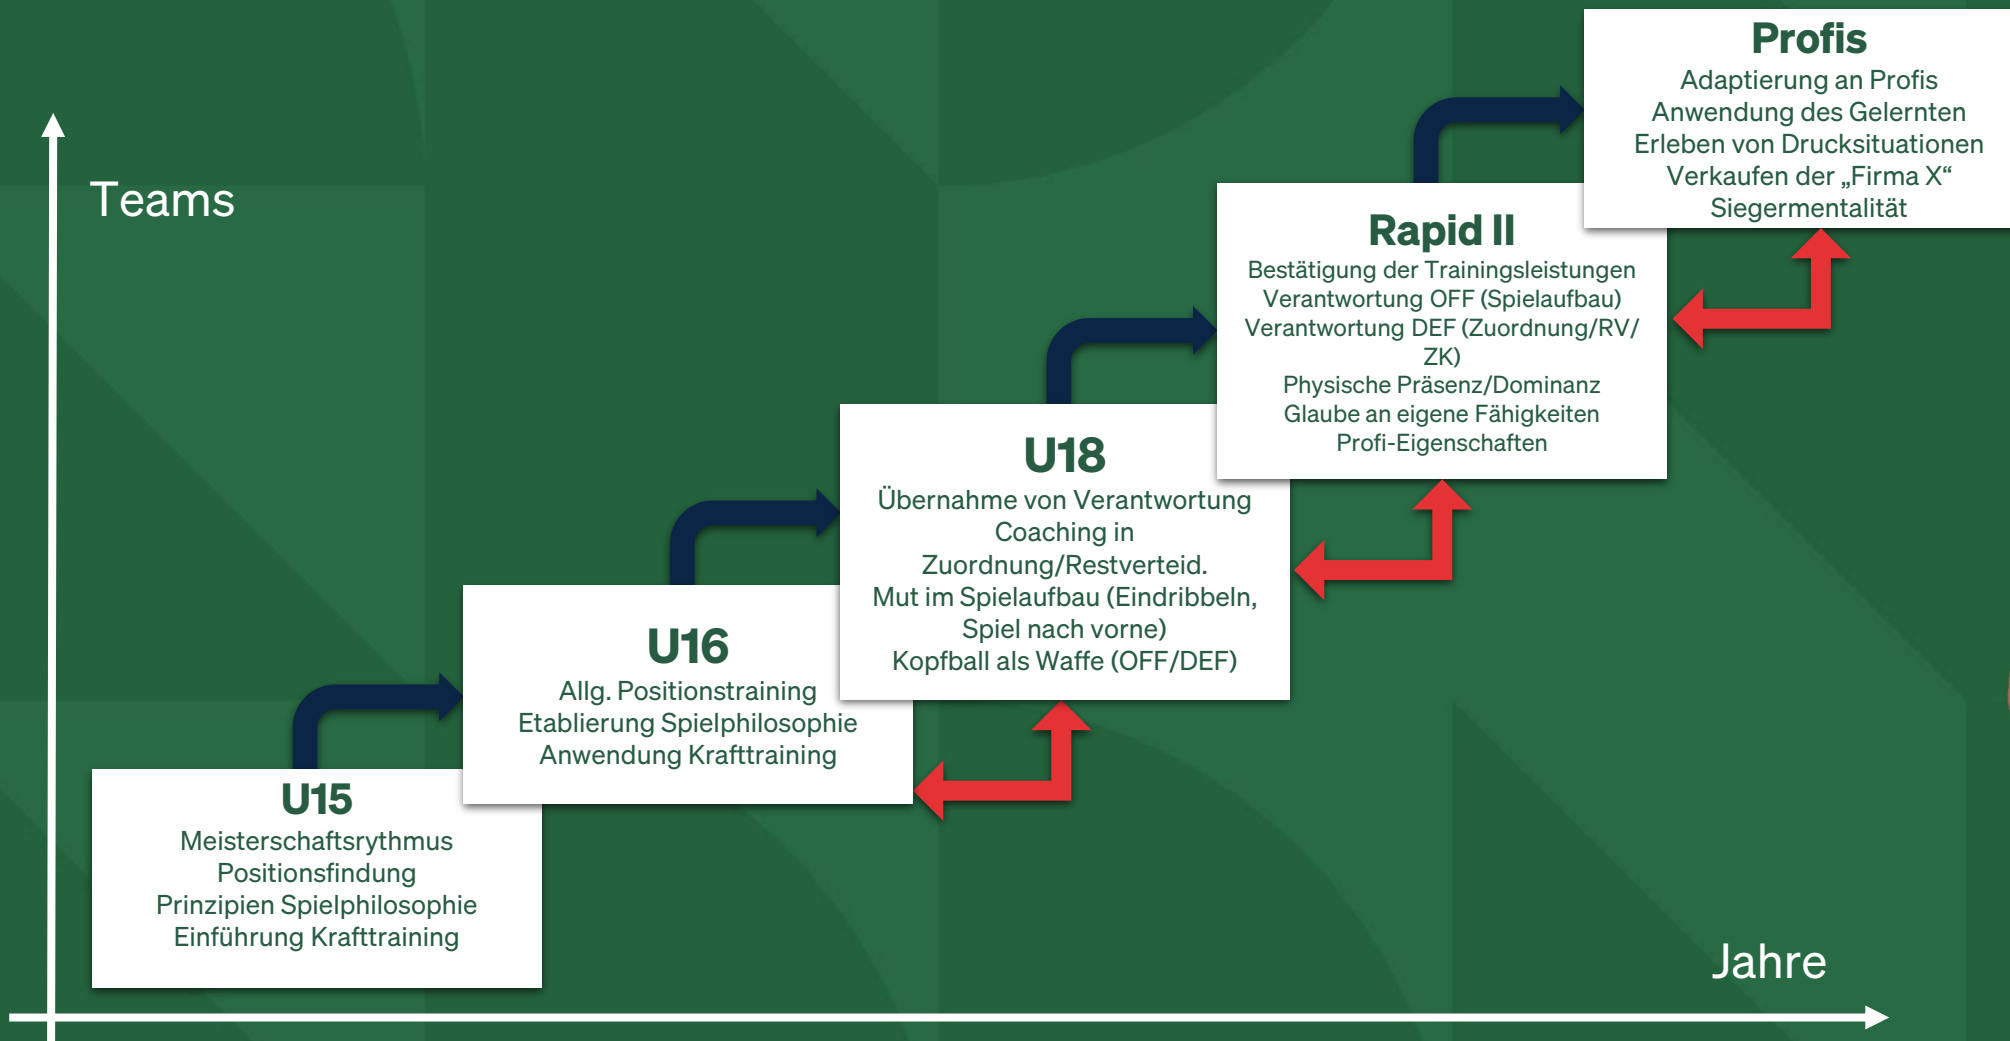 Teams
Profis
Adaptierung an Profis
Anwendung des Gelernten
Erleben von Drucksituationen
Verkaufen der „Firma X“
Siegermentalität
Rapid II
Bestätigung der Trainingsleistungen
Verantwortung OFF (Spielaufbau)
Verantwortung DEF (Zuordnung/RV/
ZK)
Physische Präsenz/Dominanz
Glaube an eigene Fähigkeiten
Profi-Eigenschaften
U18
Übernahme von Verantwortung
Coaching in
Zuordnung/Restverteid.
Mut im Spielaufbau (Eindribbeln,
Spiel nach vorne)
Kopfball als Waffe (OFF/DEF)
U16
Allg. Positionstraining
Etablierung Spielphilosophie
Anwendung Krafttraining
U15
Meisterschaftsrythmus
Positionsfindung
Prinzipien Spielphilosophie
Einführung Krafttraining
Jahre